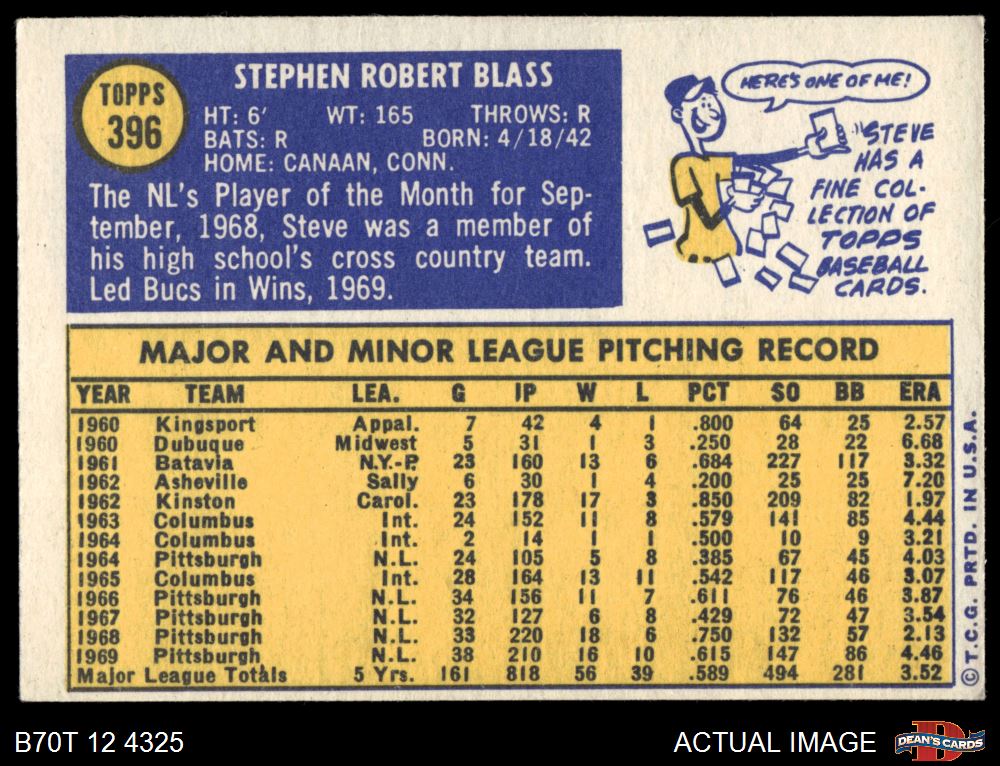 TOPPS
396
STEPHEN ROBERT BLASS
HT: 6' WT: 165 THROWS: R
BATS: R BORN: 4/18/42
HOME: CANAAN, CONN.
The NL's Player of the Month for Sep-
tember, 1968, Steve was a member of
his high school's cross country team.
Led Bucs in Wins, 1969.
HERE'S ONE OF ME!
"STEVE
HAS A
FINE COL-
LECTION OF
TOPPS
BASEBALL
CARDS.
MAJOR AND MINOR LEAGUE PITCHING RECORD
YEAR TEAM LEA. G IP W L PCT SO BB ERA
1960 Kingsport Appal. 7 42 4 1 .800 64 25 2.57
1960 Dubuque Midwest 5 31 1 3 .250 28 22 6.68
1961 Batavia N.Y.-P. 23 160 13 6 .684 227 117 3.32
1962 Asheville Sally 6 30 1 4 .200 25 25 7.20
1962 Kinston Carol. 23 178 17 3 .850 209 82 1.97
1963 Columbus Int. 24 152 11 8 .579 141 85 4.44
1964 Columbus Int. 2 14 1 1 .500 10 9 3.21
1964 Pittsburgh N.L. 24 105 5 8 .385 67 45 4.03
1965 Columbus Int. 28 164 13 11 .542 117 46 3.07
1966 Pittsburgh N.L. 34 156 11 7 .611 76 46 3.87
1967 Pittsburgh N.L. 32 127 6 8 .429 72 47 3.54
1968 Pittsburgh N.L. 33 220 18 6 .750 132 57 2.13
1969 Pittsburgh N.L. 38 210 16 10 .615 147 86 4.46
Major League Totals 5 Yrs. 161 818 56 39 .589 494 281 3.52
© T.C.G. PRTD. IN U.S.A.
B70T 12 4325
ACTUAL IMAGE
DEAN'S CARDS